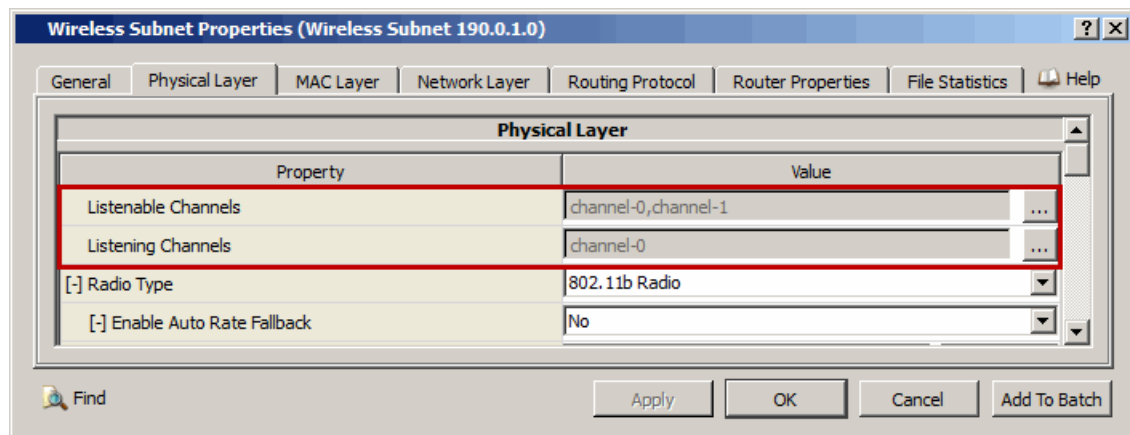 Wireless Subnet Properties (Wireless Subnet 190.0.1.0) ? X
General Physical Layer MAC Layer Network Layer Routing Protocol Router Properties File Statistics Help
Physical Layer
Property Value
Listenable Channels channel-0,channel-1 ...
Listening Channels channel-0 ...
[-] Radio Type 802.11b Radio
[-] Enable Auto Rate Fallback No
Find Apply OK Cancel Add To Batch